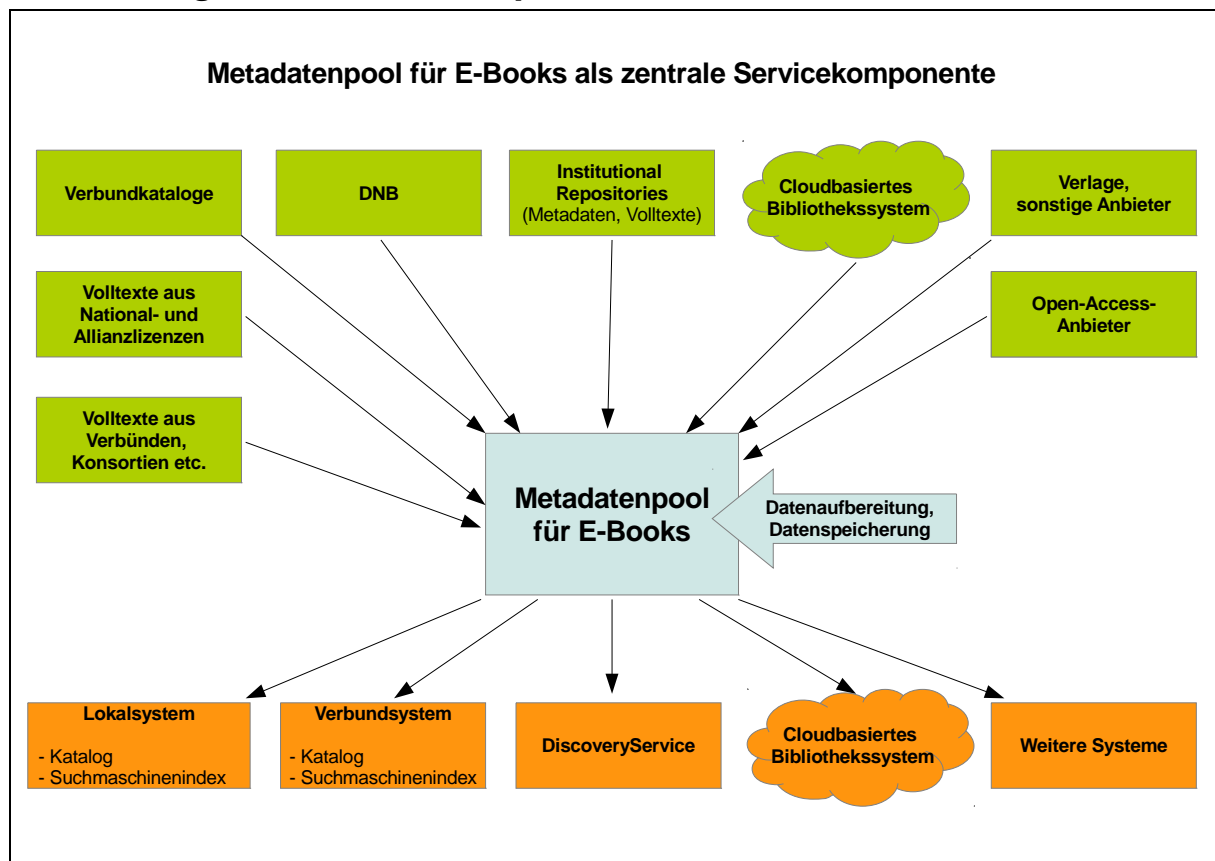 Metadatenpool für E-Books als zentrale Servicekomponente
Verbundkataloge
DNB
Institutional
Repositories
(Metadaten, Volltexte)
Cloudbasiertes
Bibliothekssystem
Verlage,
sonstige Anbieter
Volltexte aus
National- und
Allianzlizenzen
Open-Access-
Anbieter
Volltexte aus
Verbünden,
Konsortien etc.
Metadatenpool
für E-Books
Datenaufbereitung,
Datenspeicherung
Lokalsystem
- Katalog
- Suchmaschinenindex
Verbundsystem
- Katalog
- Suchmaschinenindex
DiscoveryService
Cloudbasiertes
Bibliothekssystem
Weitere Systeme